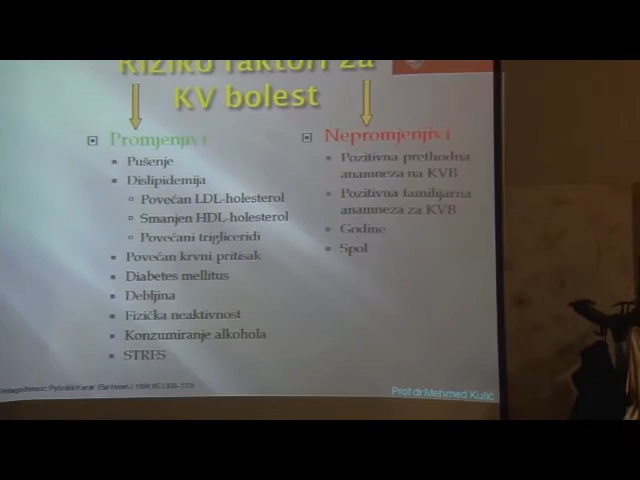 Riziko faktori za
KV bolest
Promjenjivi
Pušenje
Dislipidemija
Povećan LDL-holesterol
Smanjen HDL-holesterol
Povećani trigliceridi
Povećan krvni pritisak
Diabetes mellitus
Debljina
Fizička neaktivnost
Konzumiranje alkohola
STRES
Nepromjenjivi
Pozitivna prethodna
anamneza na KVB
Pozitivna familijarna
anamneza za KVB
Godine
Spol
Prof dr Mehmed Kulić